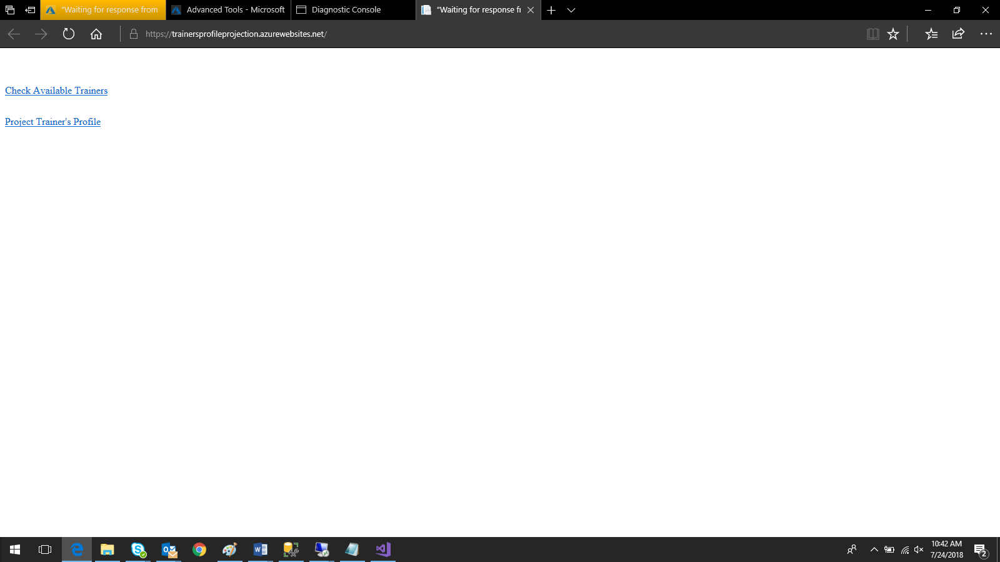 "Waiting for response from
Advanced Tools - Microsoft
Diagnostic Console
"Waiting for response fr
https://trainersprofileprojection.azurewebsites.net/
Check Available Trainers
Project Trainer's Profile
10:42 AM
7/24/2018
2